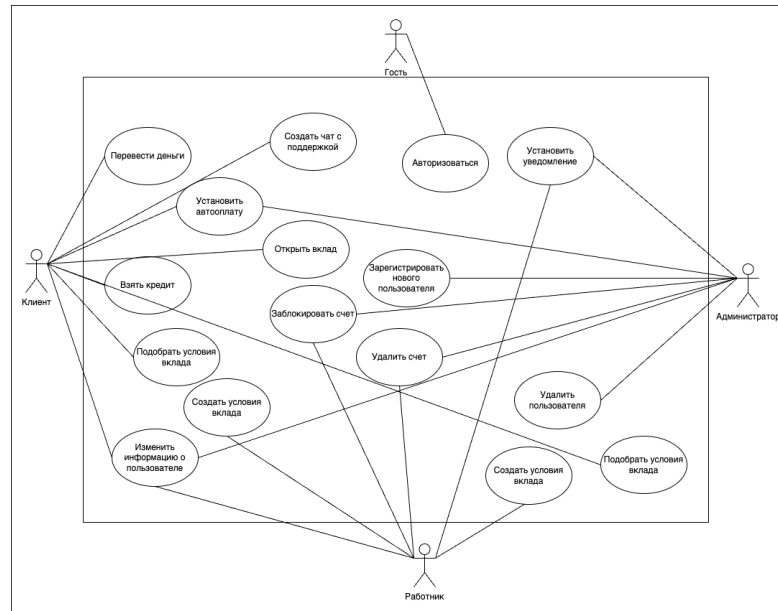 Гость
Перевести деньги
Создать чат с
поддержкой
Авторизоваться
Установить
уведомление
Установить
автооплату
Открыть вклад
Зарегистрировать
нового
пользователя
Клиент
Взять кредит
Администратор
Заблокировать счет
Подобрать условия
вклада
Удалить счет
Создать условия
вклада
Удалить
пользователя
Изменить
информацию о
пользователе
Создать условия
вклада
Подобрать условия
вклада
Работник